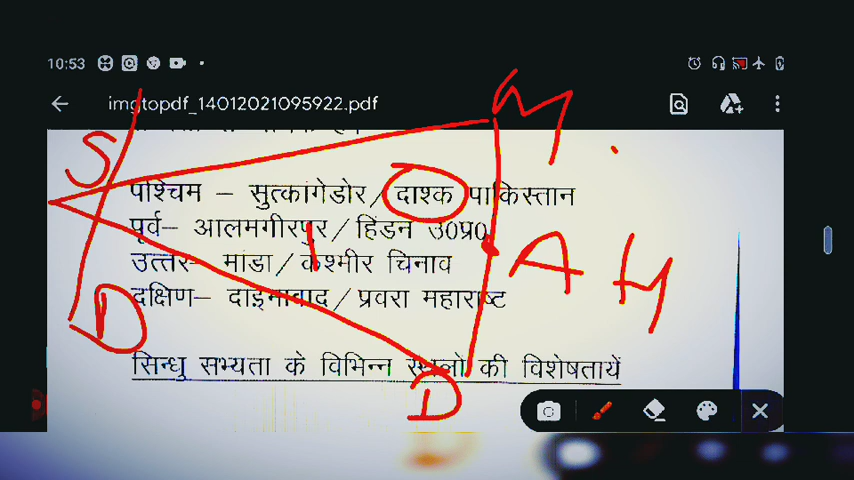 10:53
imgtopdf_14012021095922.pdf
M
S
पश्चिम – सुत्कागेडोर/ दाश्क पाकिस्तान
पूर्व– आलमगीरपुर/ हिंडन उ0प्र0
A H
उत्तर– मांडा/ कश्मीर चिनाव
दक्षिण– दाइमावाद/ प्रवरा महाराष्ट
D
सिन्धु सभ्यता के विभिन्न स्थलो की विशेषतायें
D